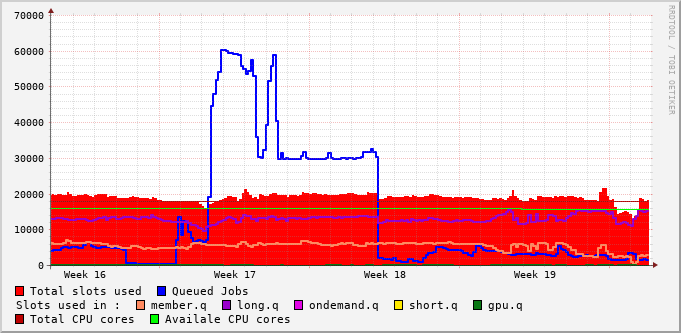 RRDTOOL / TOBI OETIKER
70000
60000
50000
40000
30000
20000
10000
0
Week 16 Week 17 Week 18 Week 19
Total slots used Queued Jobs
Slots used in : member.q long.q ondemand.q short.q gpu.q
Total CPU cores Availale CPU cores